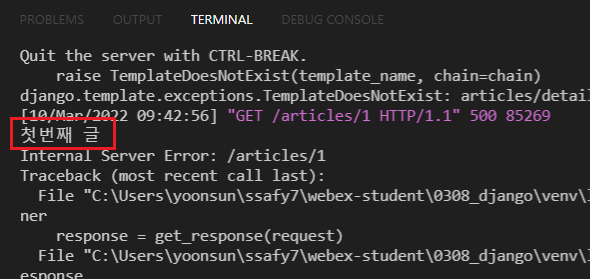 PROBLEMS OUTPUT TERMINAL DEBUG CONSOLE
Quit the server with CTRL-BREAK.
raise TemplateDoesNotExist(template_name, chain=chain)
django.template.exceptions.TemplateDoesNotExist: articles/detai
[10/Mar/2022 09:42:56] "GET /articles/1 HTTP/1.1" 500 85269
첫번째 글
Internal Server Error: /articles/1
Traceback (most recent call last):
File "C:\Users\yoonsun\ssafy7\webex-student\0308_django\venv\l
ner
response = get_response(request)
File "C:\Users\yoonsun\ssafy7\webex-student\0308_django\venv\l
esponse